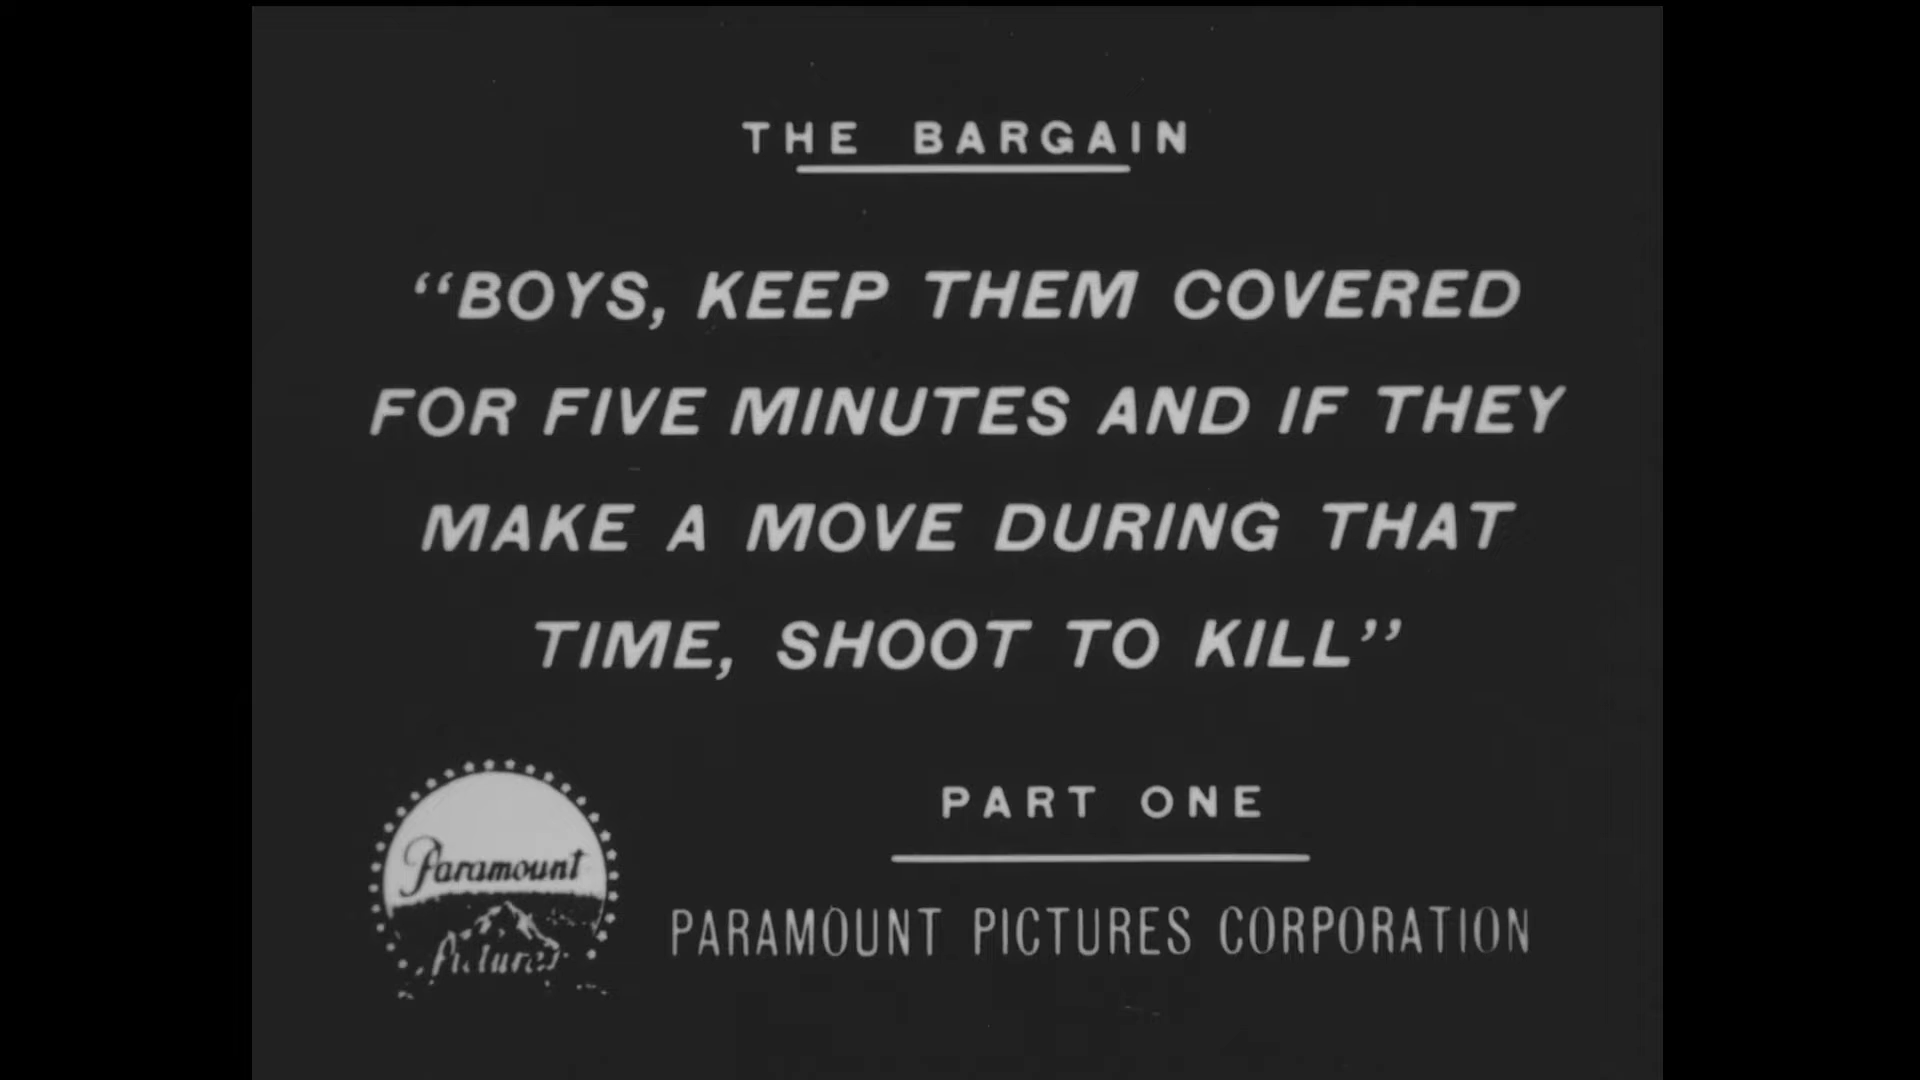 THE BARGAIN
"BOYS, KEEP THEM COVERED
FOR FIVE MINUTES AND IF THEY
MAKE A MOVE DURING THAT
TIME, SHOOT TO KILL"
PART ONE
Paramount
Pictures
PARAMOUNT PICTURES CORPORATION